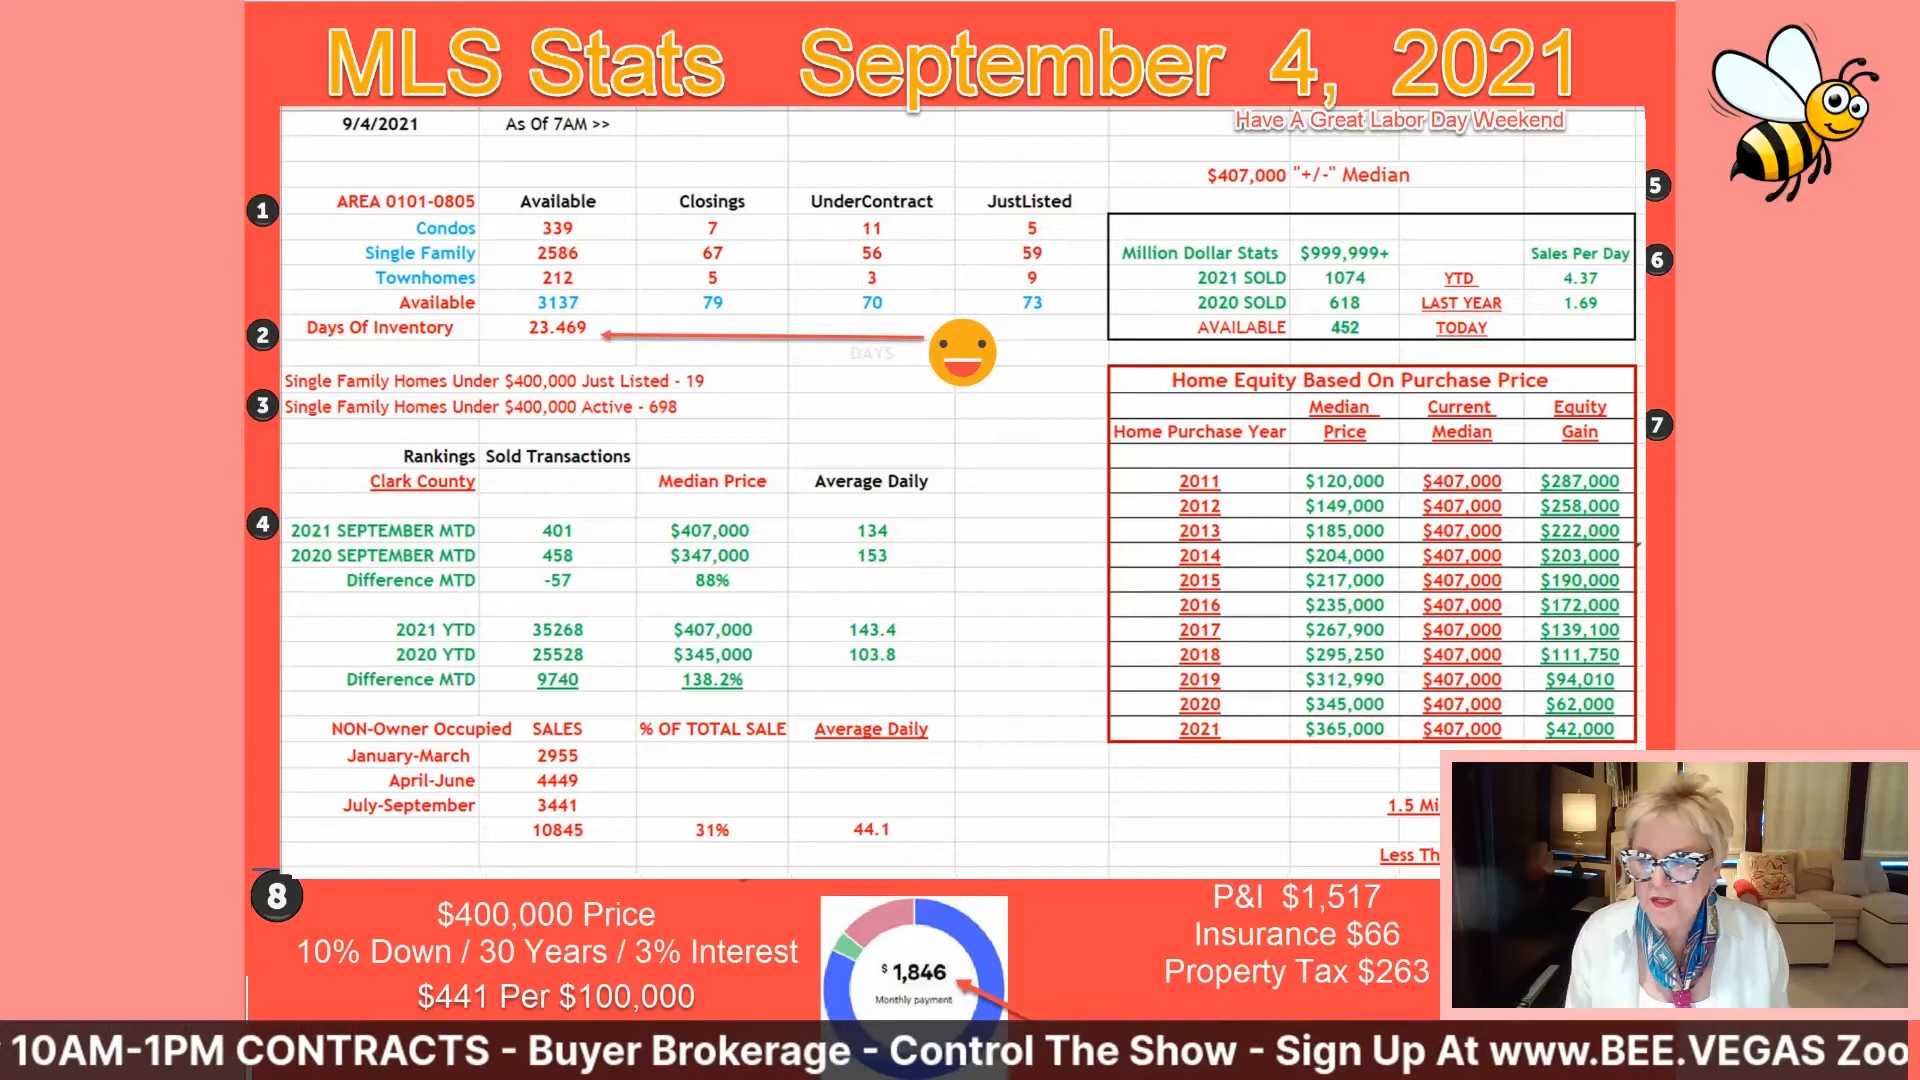 MLS Stats September 4, 2021
Have A Great Labor Day Weekend
9/4/2021 As Of 7AM >>
$407,000 "+/-" Median
5
1
AREA 0101-0805 Available Closings UnderContract JustListed
Condos 339 7 11 5
Single Family 2586 67 56 59
Townhomes 212 5 3 9
Available 3137 79 70 73
2
Days Of Inventory 23.469
DAYS
Million Dollar Stats $999,999+ Sales Per Day
6
2021 SOLD 1074 YTD 4.37
2020 SOLD 618 LAST YEAR 1.69
AVAILABLE 452 TODAY
Single Family Homes Under $400,000 Just Listed - 19
3
Single Family Homes Under $400,000 Active - 698
Rankings Sold Transactions
Clark County Median Price Average Daily
4
2021 SEPTEMBER MTD 401 $407,000 134
2020 SEPTEMBER MTD 458 $347,000 153
Difference MTD -57 88%
2021 YTD 35268 $407,000 143.4
2020 YTD 25528 $345,000 103.8
Difference MTD 9740 138.2%
NON-Owner Occupied SALES % OF TOTAL SALE Average Daily
January-March 2955
April-June 4449
July-September 3441
10845 31% 44.1
Home Equity Based On Purchase Price
Median Current Equity
7
Home Purchase Year Price Median Gain
2011 $120,000 $407,000 $287,000
2012 $149,000 $407,000 $258,000
2013 $185,000 $407,000 $222,000
2014 $204,000 $407,000 $203,000
2015 $217,000 $407,000 $190,000
2016 $235,000 $407,000 $172,000
2017 $267,900 $407,000 $139,100
2018 $295,250 $407,000 $111,750
2019 $312,990 $407,000 $94,010
2020 $345,000 $407,000 $62,000
2021 $365,000 $407,000 $42,000
1.5 Mi
Less Th
8
$400,000 Price
10% Down / 30 Years / 3% Interest
$441 Per $100,000
$1,846
Monthly payment
P&I $1,517
Insurance $66
Property Tax $263
10AM-1PM CONTRACTS - Buyer Brokerage - Control The Show - Sign Up At www.BEE.VEGAS Zoo